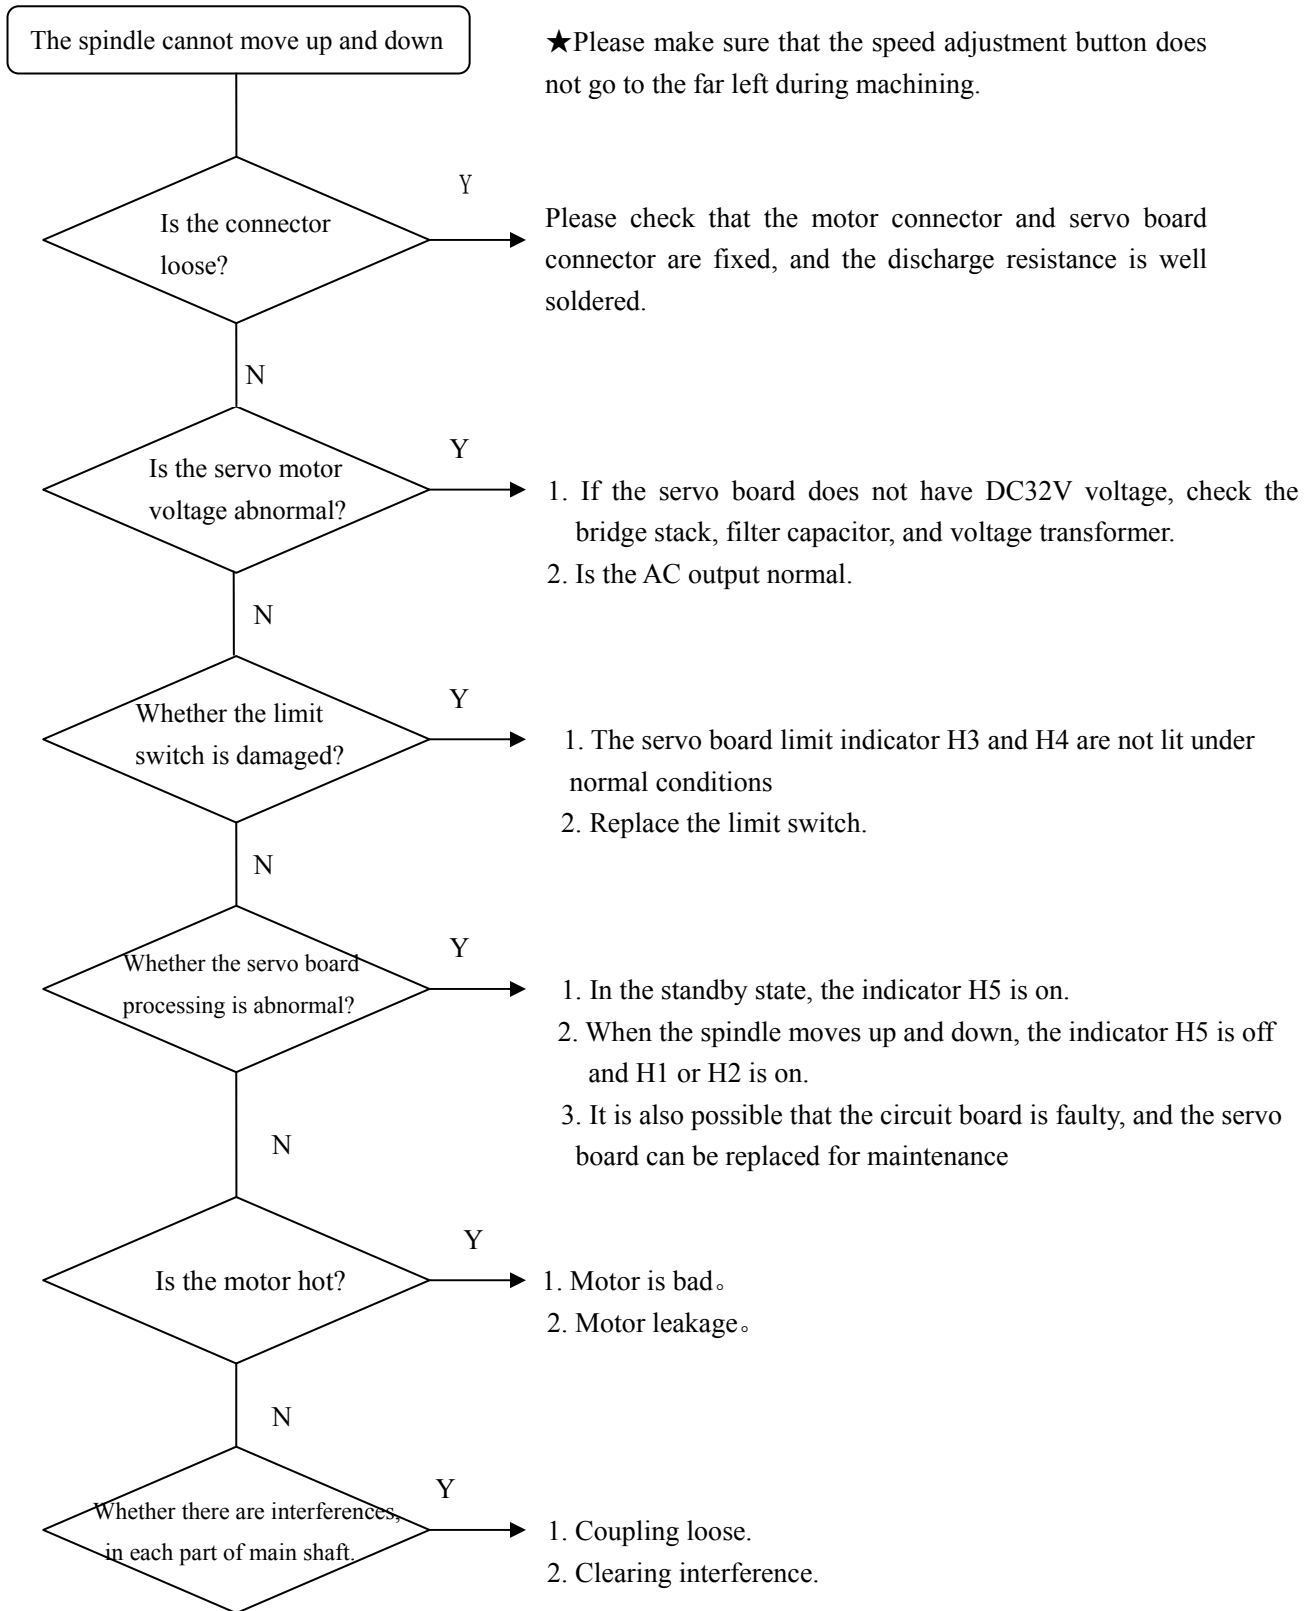 The spindle cannot move up and down
★Please make sure that the speed adjustment button does
not go to the far left during machining.
Y
Is the connector
loose?
Please check that the motor connector and servo board
connector are fixed, and the discharge resistance is well
soldered.
N
Y
Is the servo motor
voltage abnormal?
1. If the servo board does not have DC32V voltage, check the
bridge stack, filter capacitor, and voltage transformer.
2. Is the AC output normal.
N
Y
Whether the limit
switch is damaged?
1. The servo board limit indicator H3 and H4 are not lit under
normal conditions
2. Replace the limit switch.
N
Y
Whether the servo board
processing is abnormal?
1. In the standby state, the indicator H5 is on.
2. When the spindle moves up and down, the indicator H5 is off
and H1 or H2 is on.
3. It is also possible that the circuit board is faulty, and the servo
board can be replaced for maintenance
N
Y
Is the motor hot?
1. Motor is bad。
2. Motor leakage。
N
Y
Whether there are interferences,
in each part of main shaft.
1. Coupling loose.
2. Clearing interference.